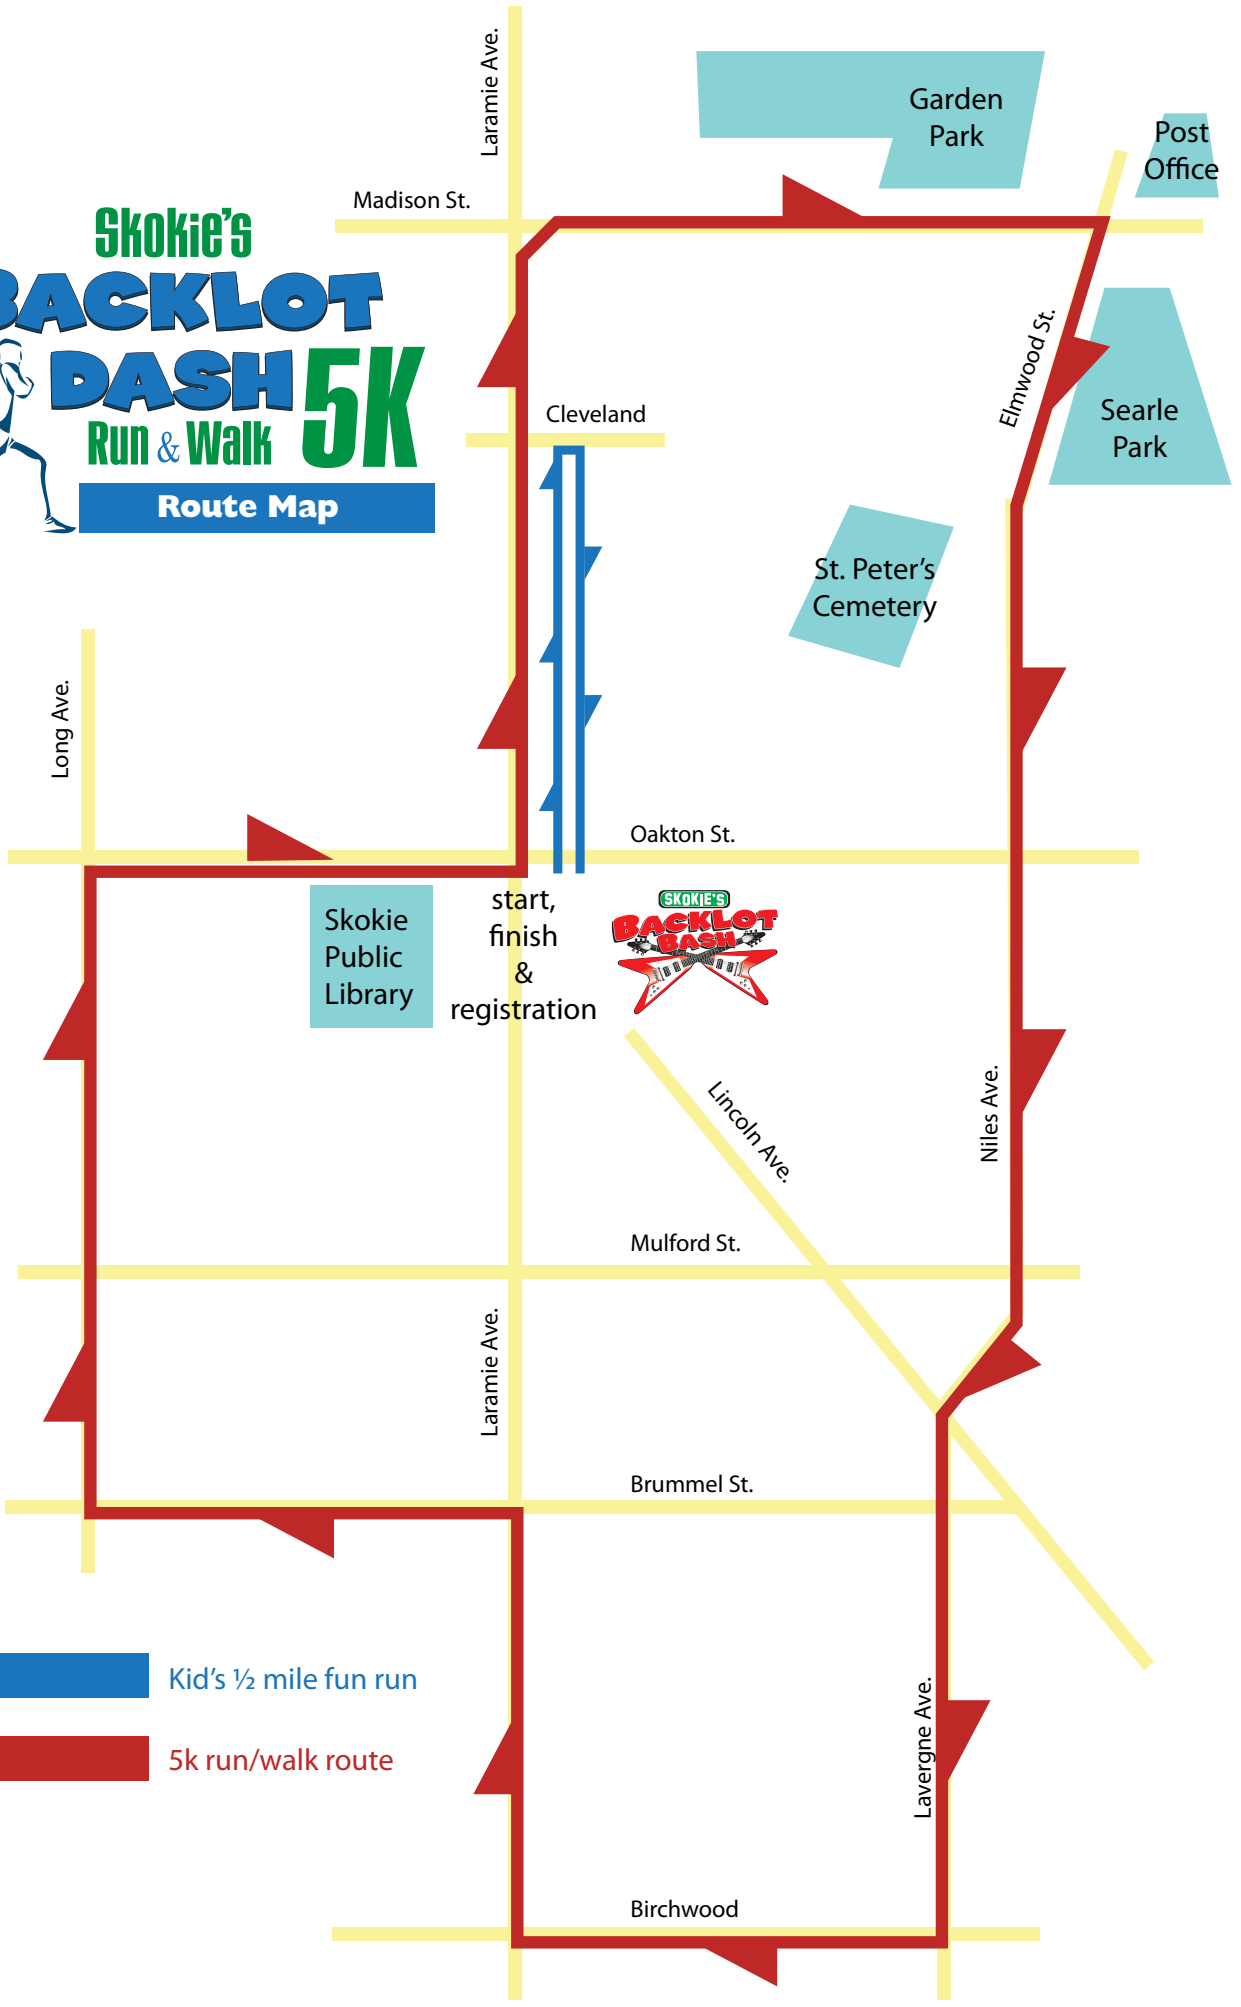 Laramie Ave.
Garden
Park
Post
Office
Madison St.
Skokie's
BACKLOT
DASH 5K
Run & Walk
Route Map
Elmwood St.
Searle
Park
Cleveland
St. Peter’s
Cemetery
Long Ave.
Oakton St.
Skokie
Public
Library
start,
finish
&
registration
SKOKIE'S
BACKLOT
BASH
Lincoln Ave.
Niles Ave.
Mulford St.
Laramie Ave.
Brummel St.
Kid’s ½ mile fun run
5k run/walk route
Lavergne Ave.
Birchwood